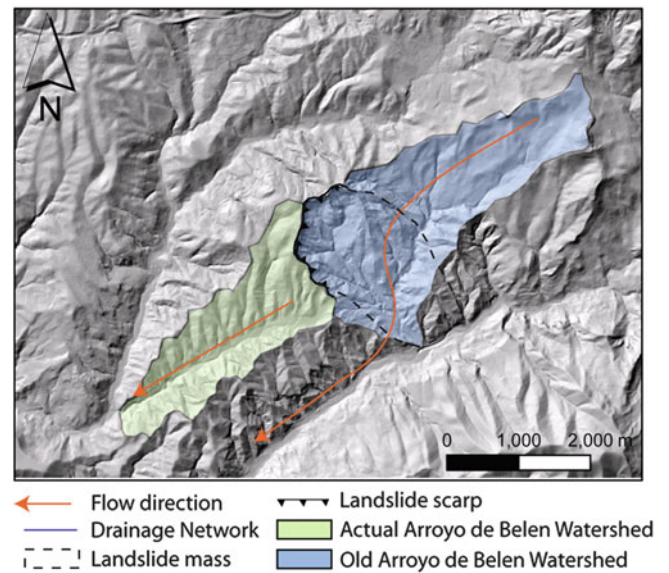 N
0 1,000 2,000 m
Flow direction
Landslide scarp
Drainage Network
Actual Arroyo de Belen Watershed
Landslide mass
Old Arroyo de Belen Watershed